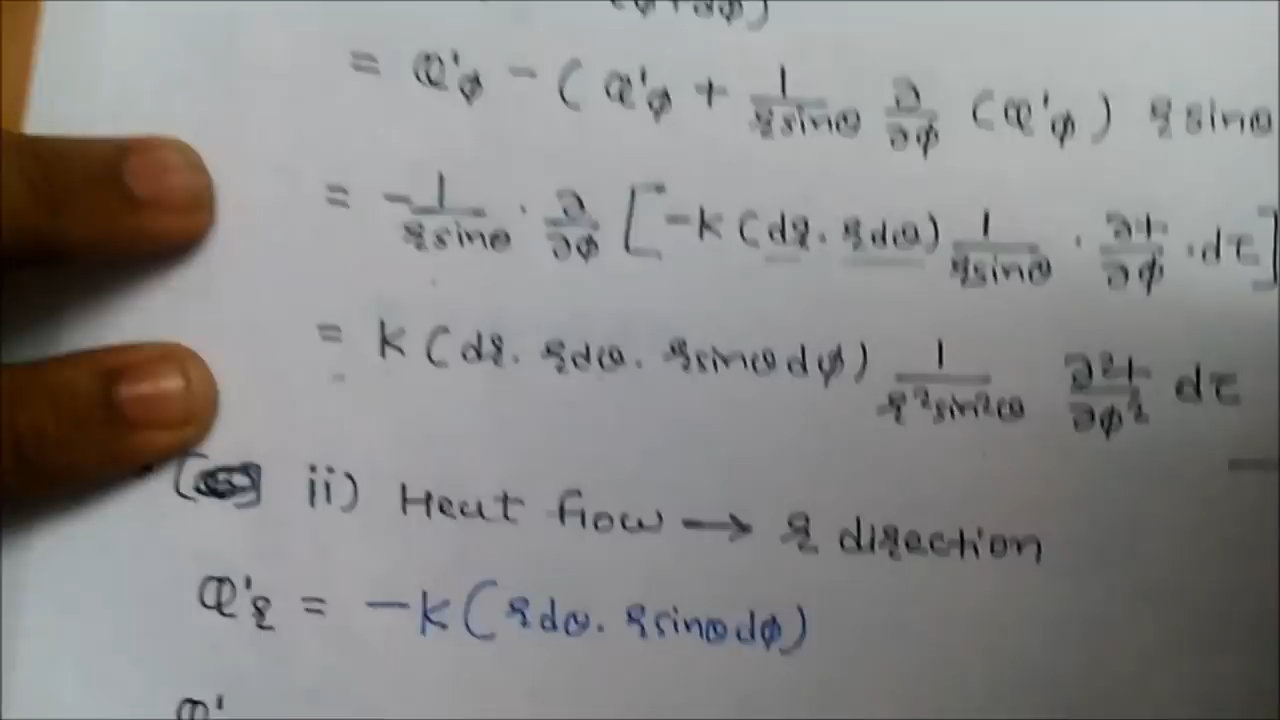 (φ+dφ)
= Q'φ - (Q'φ + 1/(r sinθ) ∂/∂φ (Q'φ) r sinθ
= -1/(r sinθ) · ∂/∂φ [-k (dr. rdθ) 1/(r sinθ) · ∂t/∂φ · dτ]
= k (dr. rdθ. r sinθ dφ) 1/(r² sin²θ) ∂²t/∂φ² dτ
ii) Heat flow → r direction
Q'r = -k (rdθ. r sinθ dφ)
Q'